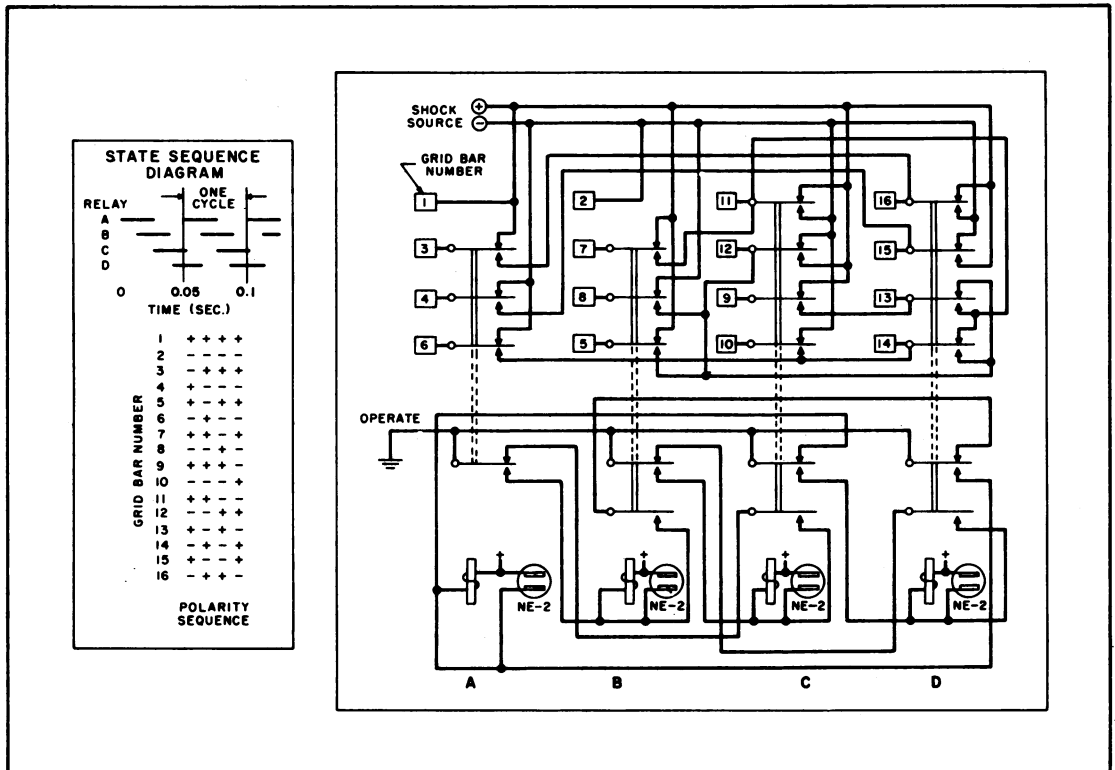 STATE SEQUENCE
DIAGRAM
ONE
CYCLE
RELAY
A
B
C
D
0 0.05 0.1
TIME (SEC.)
GRID BAR NUMBER
1 + + + +
2 - - - -
3 - + + +
4 + - - -
5 + - + +
6 - + - -
7 + + - +
8 - - + -
9 + + + -
10 - - - +
11 + + - -
12 - - + +
13 + - + -
14 - + - +
15 + - - +
16 - + + -
POLARITY
SEQUENCE
SHOCK
SOURCE
+
-
GRID BAR
NUMBER
1 2 11 16
3 7 12 15
4 8 9 13
6 5 10 14
OPERATE
+ + + +
NE-2 NE-2 NE-2 NE-2
A B C D